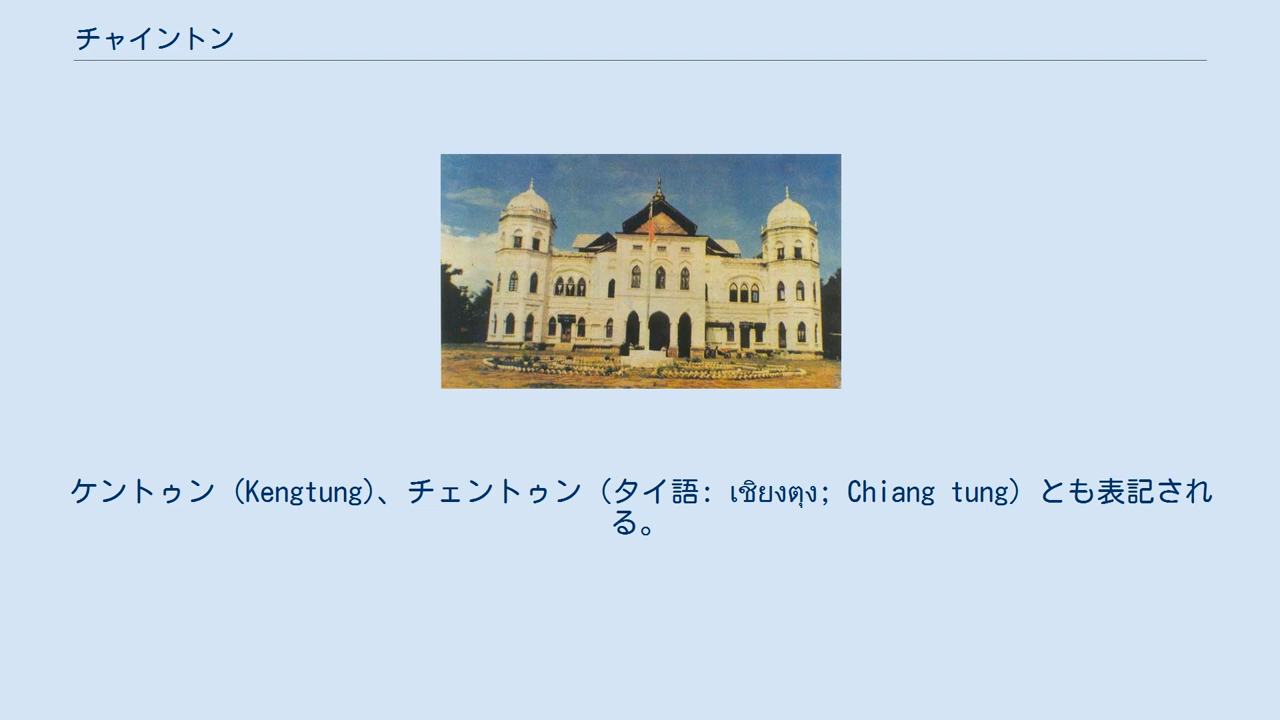 チャイントン
ケントゥン (Kengtung)、チェントゥン (タイ語: เชียงตุง; Chiang tung) とも表記され
る。